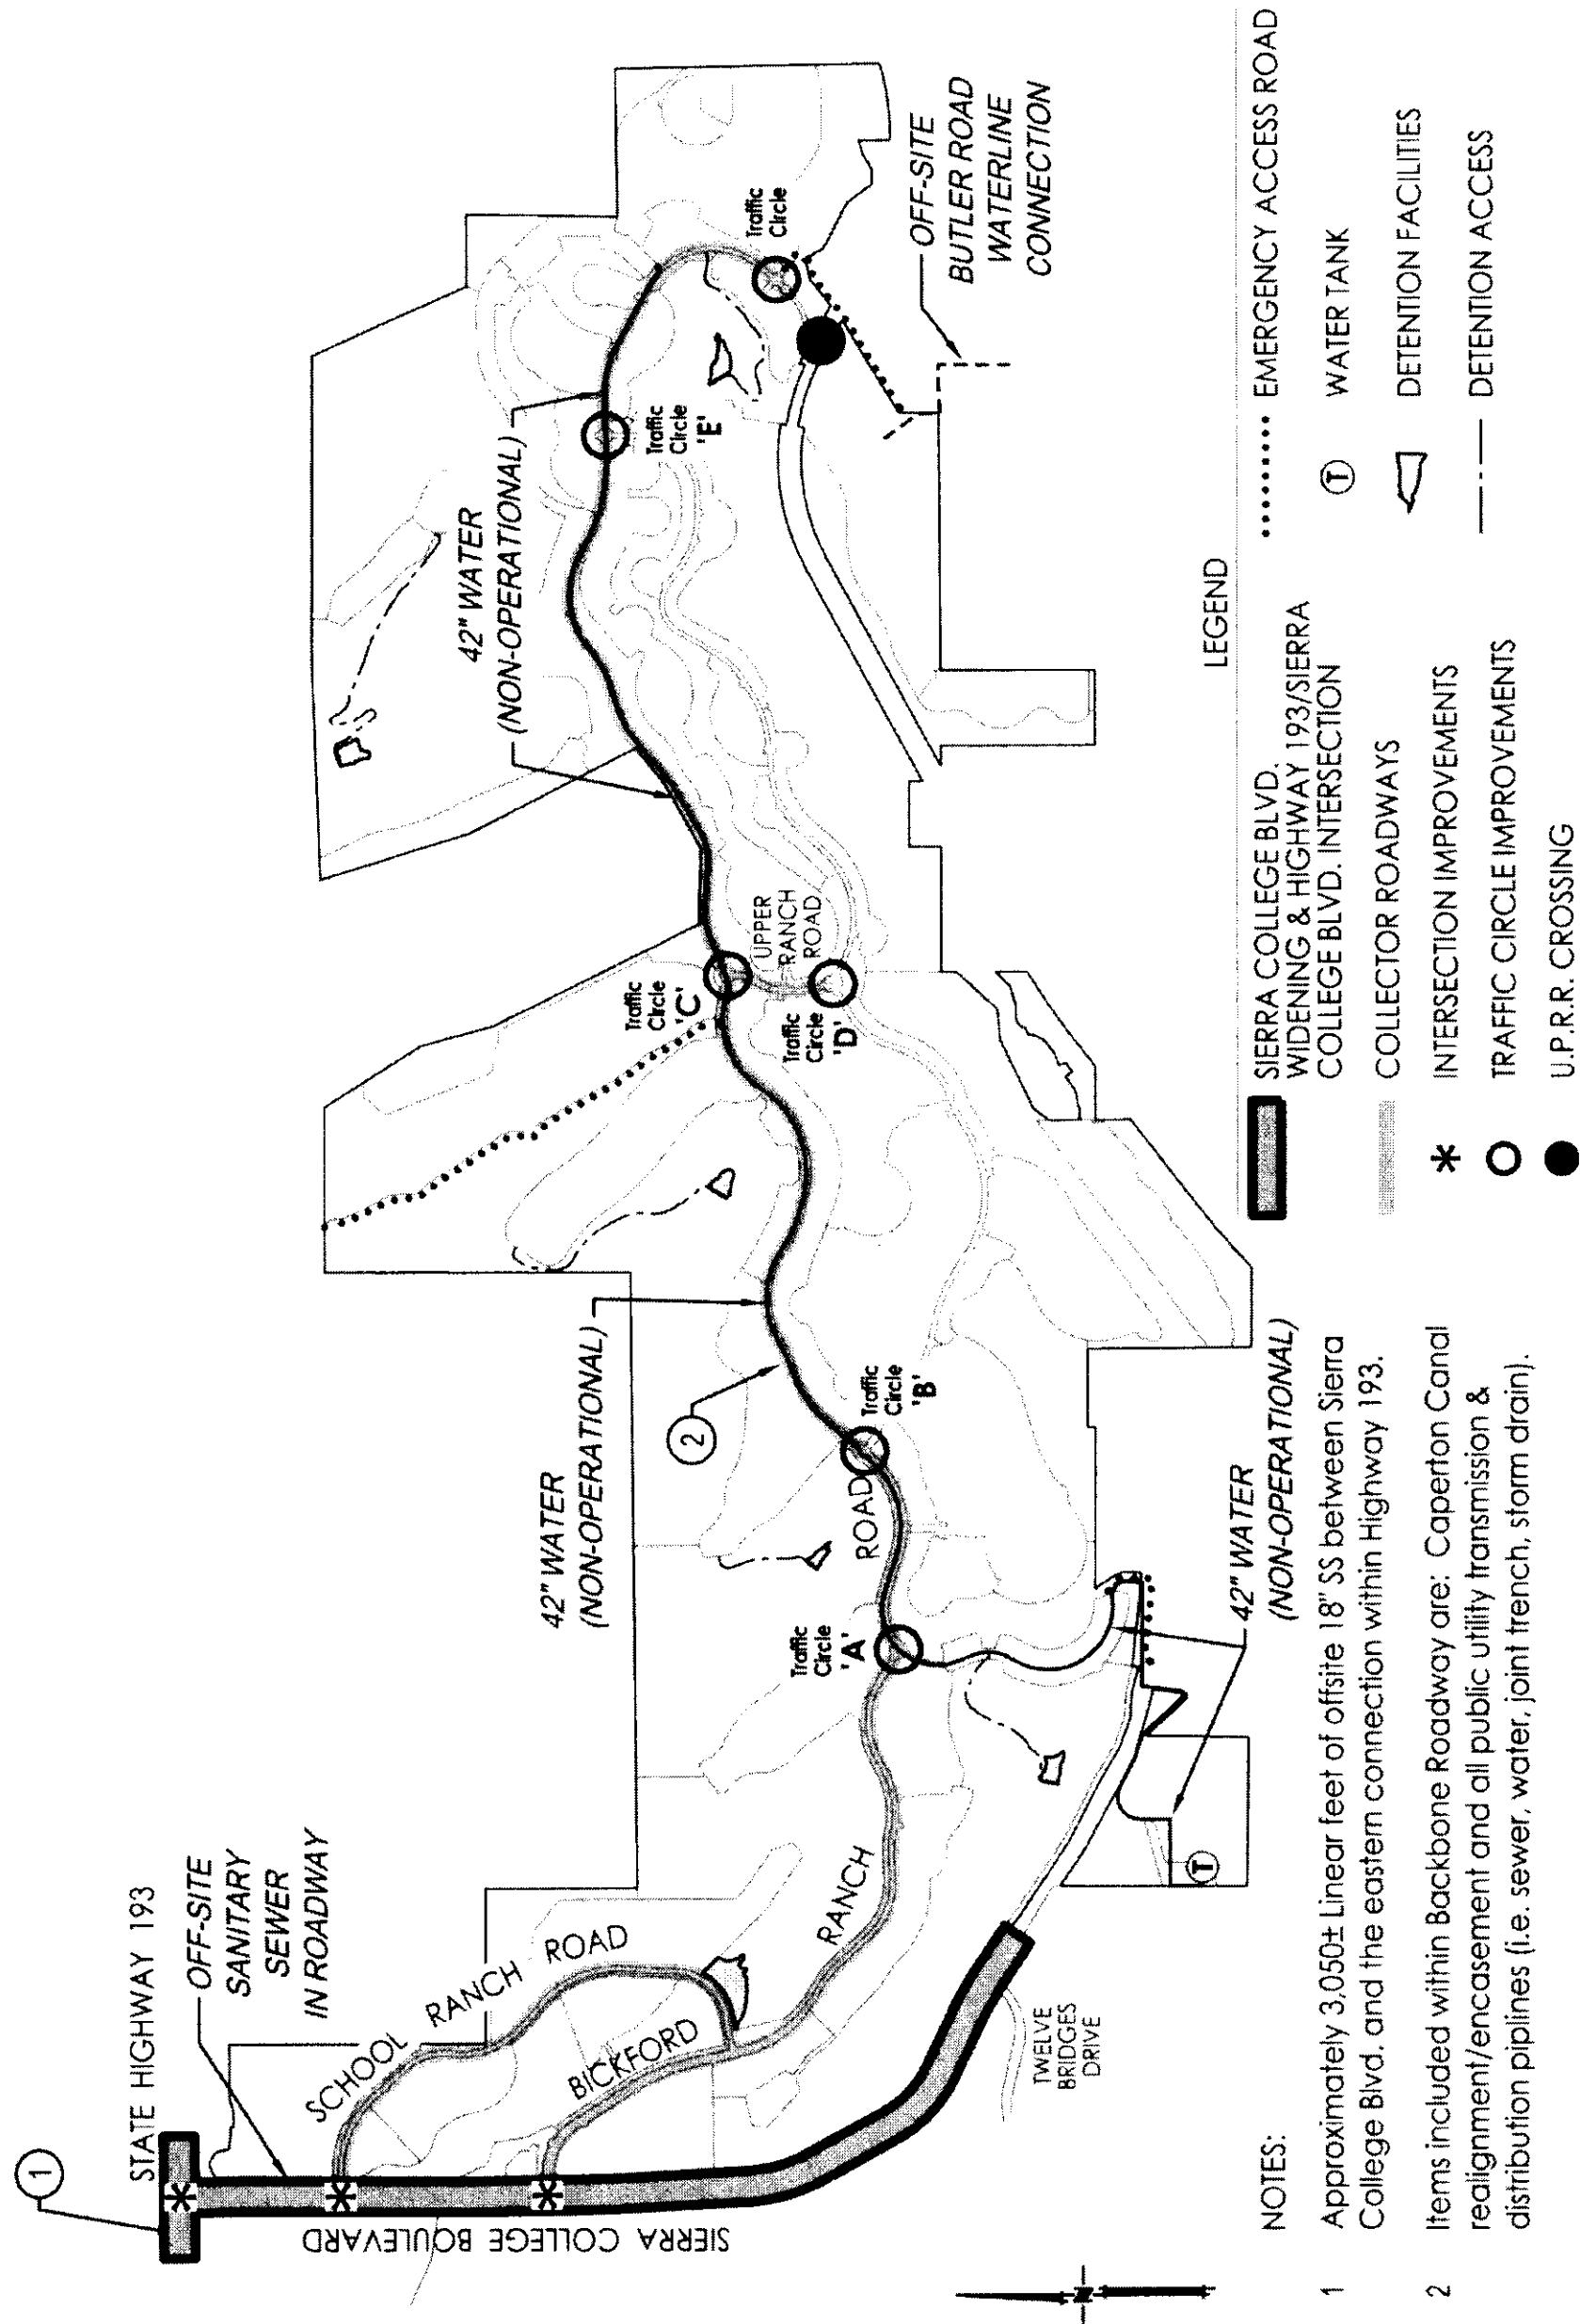 1
STATE HIGHWAY 193
OFF-SITE
SANITARY
SEWER
IN ROADWAY
SIERRA COLLEGE BOULEVARD
SCHOOL RANCH ROAD
BICKFORD RANCH ROAD
TWELVE
BRIDGES
DRIVE
42" WATER
(NON-OPERATIONAL)
2
Traffic
Circle
'A'
Traffic
Circle
'B'
42" WATER
(NON-OPERATIONAL)
T
Traffic
Circle
'C'
UPPER
RANCH
ROAD
Traffic
Circle
'D'
42" WATER
(NON-OPERATIONAL)
Traffic
Circle
'E'
Traffic
Circle
OFF-SITE
BUTLER ROAD
WATERLINE
CONNECTION
N
NOTES:
1 Approximately 3,050± Linear feet of offsite 18" SS between Sierra
College Blvd. and the eastern connection within Highway 193.
2 Items included within Backbone Roadway are: Caperton Canal
realignment/encasement and all public utility transmission &
distribution piplines (i.e. sewer, water, joint trench, storm drain).
LEGEND
SIERRA COLLEGE BLVD.
WIDENING & HIGHWAY 193/SIERRA
COLLEGE BLVD. INTERSECTION
COLLECTOR ROADWAYS
INTERSECTION IMPROVEMENTS
TRAFFIC CIRCLE IMPROVEMENTS
U.P.R.R. CROSSING
EMERGENCY ACCESS ROAD
T WATER TANK
DETENTION FACILITIES
DETENTION ACCESS